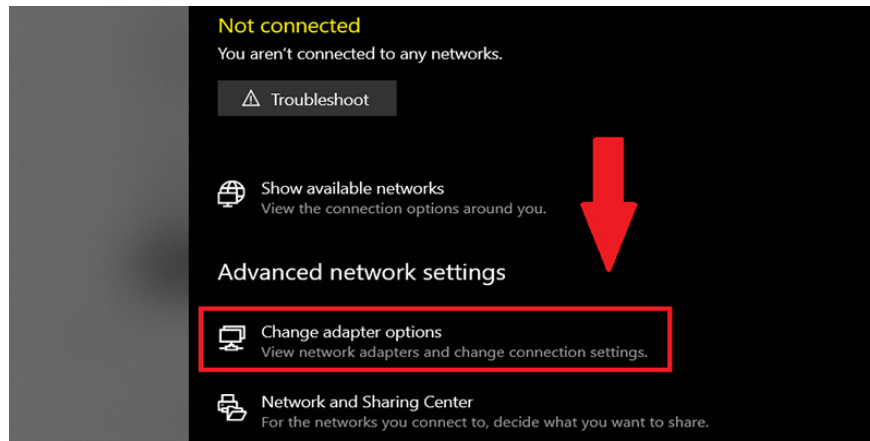 Not connected
You aren't connected to any networks.
Troubleshoot
Show available networks
View the connection options around you.
Advanced network settings
Change adapter options
View network adapters and change connection settings.
Network and Sharing Center
For the networks you connect to, decide what you want to share.